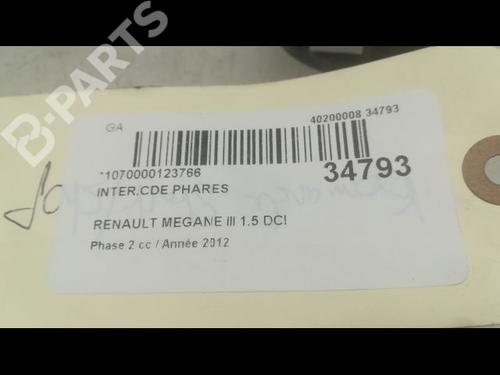 B-PARTS
GA
40200008 34793
*1070000123766
34793
INTER.CDE PHARES
RENAULT MEGANE III 1.5 DCI
Phase 2 cc / Année 2012